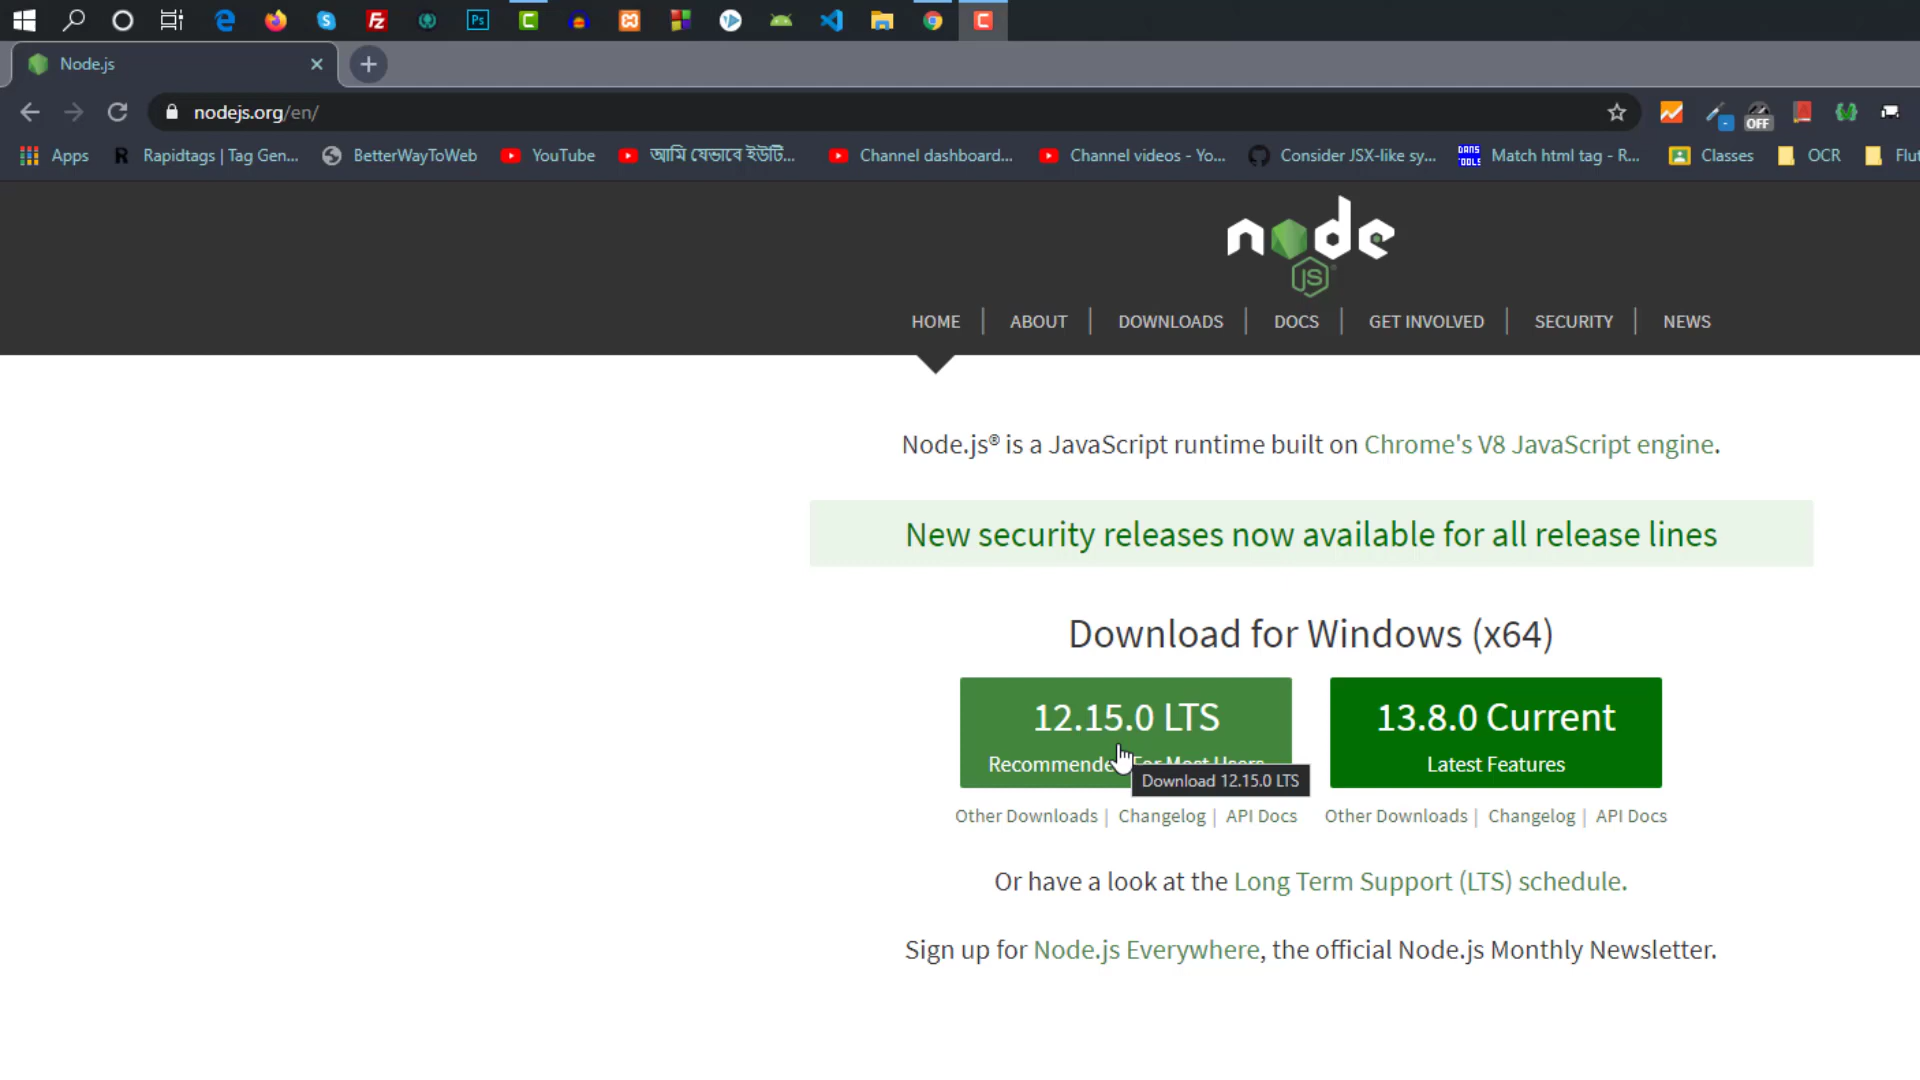 Node.js
nodejs.org/en/
Apps
Rapidtags | Tag Gen...
BetterWayToWeb
YouTube
আমি যেভাবে ইউটি...
Channel dashboard...
Channel videos - Yo...
Consider JSX-like sy...
Match html tag - R...
Classes
OCR
Flut
OFF
node
JS
HOME | ABOUT | DOWNLOADS | DOCS | GET INVOLVED | SECURITY | NEWS
Node.js® is a JavaScript runtime built on Chrome's V8 JavaScript engine.
New security releases now available for all release lines
Download for Windows (x64)
12.15.0 LTS
Recommended For Most Users
Download 12.15.0 LTS
13.8.0 Current
Latest Features
Other Downloads | Changelog | API Docs
Other Downloads | Changelog | API Docs
Or have a look at the Long Term Support (LTS) schedule.
Sign up for Node.js Everywhere, the official Node.js Monthly Newsletter.